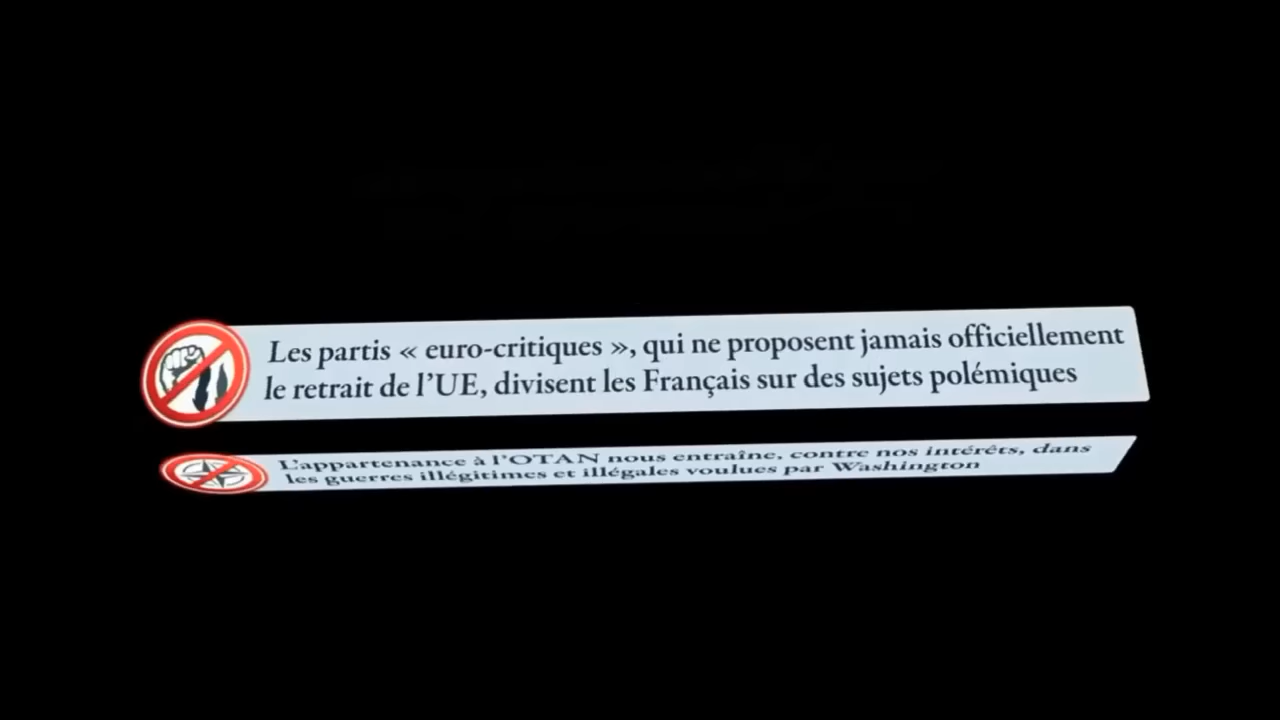 Les partis « euro-critiques », qui ne proposent jamais officiellement
le retrait de l’UE, divisent les Français sur des sujets polémiques
L’appartenance à l’OTAN nous entraîne, contre nos intérêts, dans
les guerres illégitimes et illégales voulues par Washington